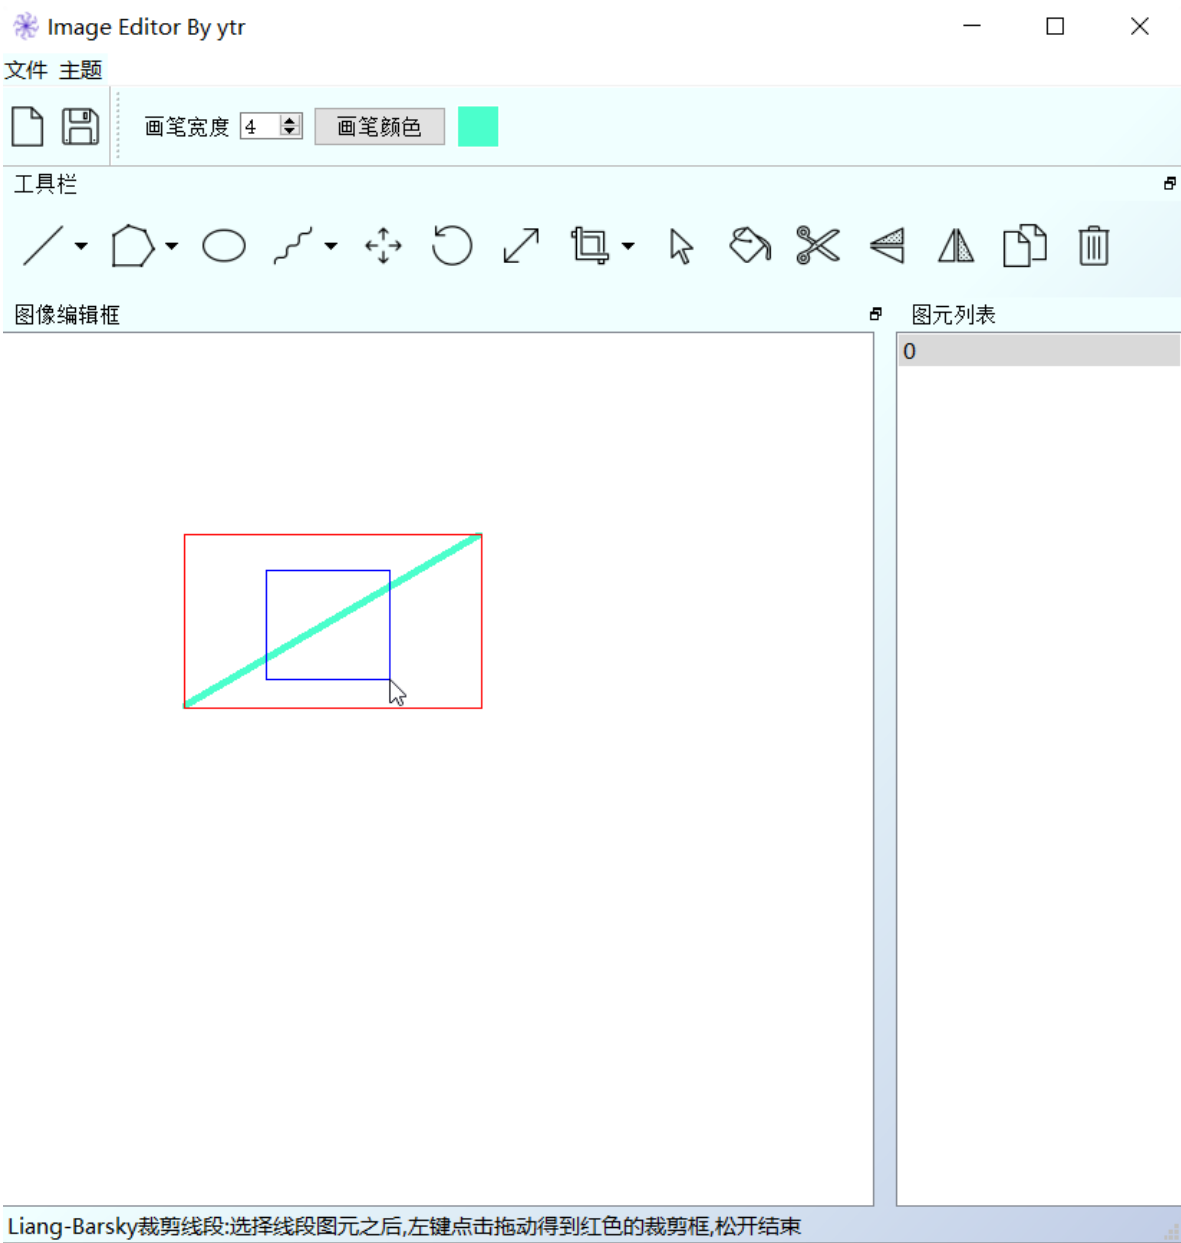 Image Editor By ytr
文件 主题
画笔宽度 4 画笔颜色
工具栏
图像编辑框 图元列表
0
Liang-Barsky裁剪线段:选择线段图元之后,左键点击拖动得到红色的裁剪框,松开结束